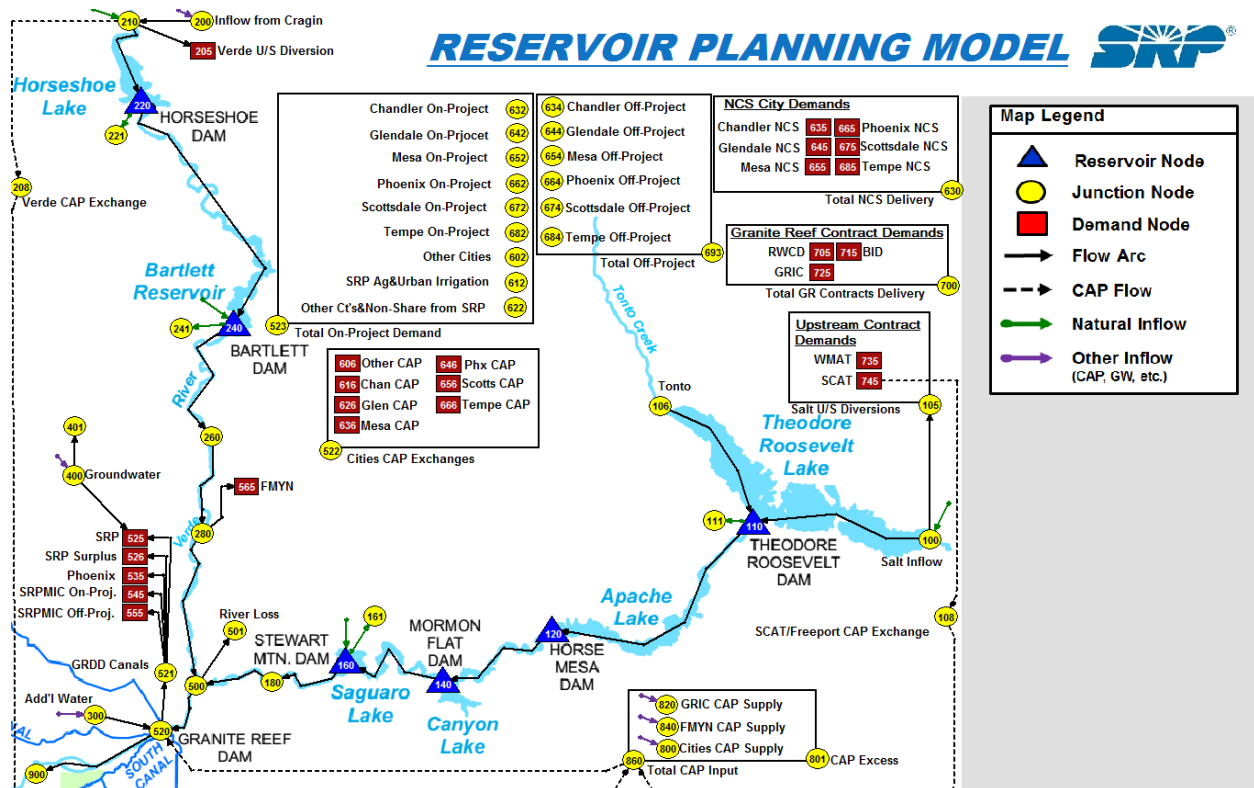 RESERVOIR PLANNING MODEL
SRP®
210
200 Inflow from Cragin
205 Verde U/S Diversion
Horseshoe
Lake
220
HORSESHOE
DAM
221
208
Verde CAP Exchange
Chandler On-Project 632
Glendale On-Projocet 642
Mesa On-Project 652
Phoenix On-Project 662
Scottsdale On-Project 672
Tempe On-Project 682
Other Cities 602
SRP Ag&Urban Irrigation 612
Other Ct's&Non-Share from SRP 622
523 Total On-Project Demand
634 Chandler Off-Project
644 Glendale Off-Project
654 Mesa Off-Project
664 Phoenix Off-Project
674 Scottsdale Off-Project
684 Tempe Off-Project
Total Off-Project 693
NCS City Demands
Chandler NCS 635 665 Phoenix NCS
Glendale NCS 645 675 Scottsdale NCS
Mesa NCS 655 685 Tempe NCS
Total NCS Delivery 630
Granite Reef Contract Demands
RWCD 705 715 BID
GRIC 725
Total GR Contracts Delivery 700
Upstream Contract
Demands
WMAT 735
SCAT 745
Salt U/S Diversions 105
Map Legend
Reservoir Node
Junction Node
Demand Node
Flow Arc
CAP Flow
Natural Inflow
Other Inflow
(CAP, GW, etc.)
Bartlett
Reservoir
241
240
BARTLETT
DAM
River
606 Other CAP 646 Phx CAP
616 Chan CAP 656 Scotts CAP
626 Glen CAP 666 Tempe CAP
636 Mesa CAP
522 Cities CAP Exchanges
Tonto Creek
Tonto
106
Theodore
Roosevelt
Lake
111
110
THEODORE
ROOSEVELT
DAM
100
Salt Inflow
401
400 Groundwater
260
565 FMYN
280
Verde
SRP 525
SRP Surplus 526
Phoenix 535
SRPMIC On-Proj. 545
SRPMIC Off-Proj. 555
River Loss
501
GRDD Canals
521
500
180
STEWART
MTN. DAM
161
160
Saguaro
Lake
MORMON
FLAT
DAM
140
Canyon
Lake
120
HORSE
MESA
DAM
Apache
Lake
108
SCAT/Freeport CAP Exchange
Add'l Water
300
520
GRANITE REEF
DAM
AL
SOUTH
CANAL
900
820 GRIC CAP Supply
840 FMYN CAP Supply
800 Cities CAP Supply
860 Total CAP Input
801 CAP Excess